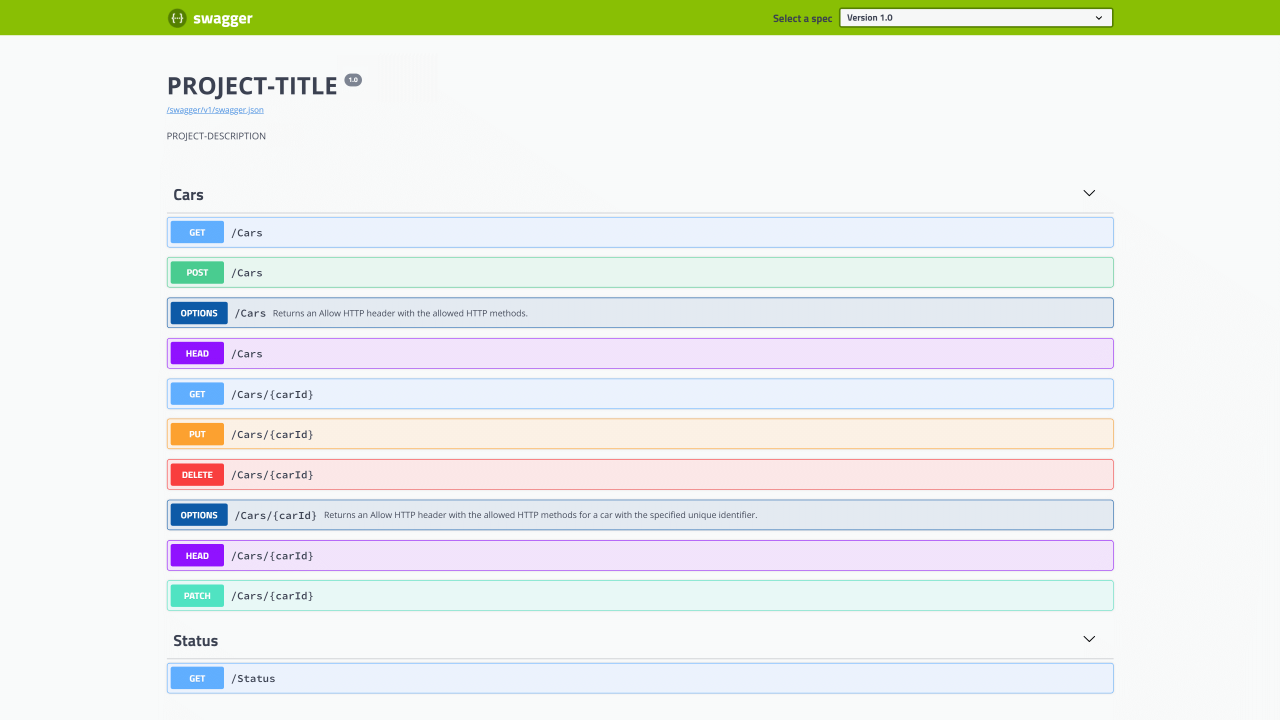 {···} swagger
Select a spec Version 1.0
PROJECT-TITLE 1.0
/swagger/v1/swagger.json
PROJECT-DESCRIPTION
Cars
GET /Cars
POST /Cars
OPTIONS /Cars Returns an Allow HTTP header with the allowed HTTP methods.
HEAD /Cars
GET /Cars/{carId}
PUT /Cars/{carId}
DELETE /Cars/{carId}
OPTIONS /Cars/{carId} Returns an Allow HTTP header with the allowed HTTP methods for a car with the specified unique identifier.
HEAD /Cars/{carId}
PATCH /Cars/{carId}
Status
GET /Status